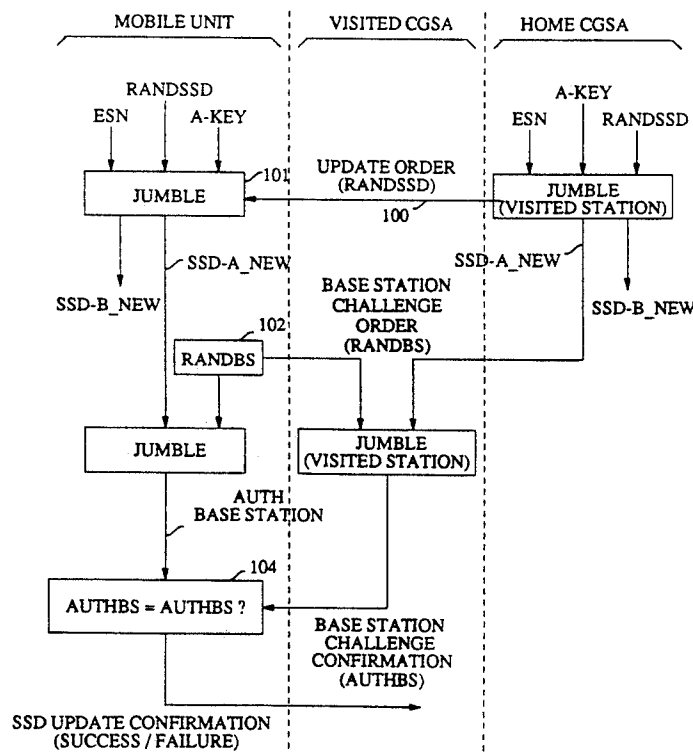 MOBILE UNIT
VISITED CGSA
HOME CGSA
RANDSSD
ESN
A-KEY
A-KEY
ESN
RANDSSD
101
JUMBLE
UPDATE ORDER
(RANDSSD)
100
JUMBLE
(VISITED STATION)
SSD-A_NEW
SSD-B_NEW
SSD-A_NEW
SSD-B_NEW
BASE STATION
CHALLENGE
ORDER
(RANDBS)
102
RANDBS
JUMBLE
JUMBLE
(VISITED STATION)
AUTH
BASE STATION
104
AUTHBS = AUTHBS ?
BASE STATION
CHALLENGE
CONFIRMATION
(AUTHBS)
SSD UPDATE CONFIRMATION
(SUCCESS / FAILURE)